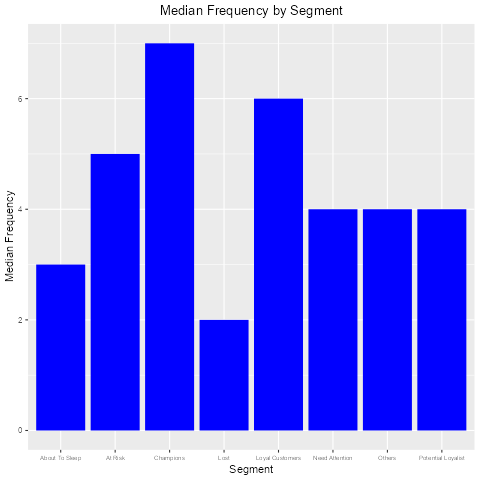 Median Frequency by Segment
Median Frequency
6
4
2
0
About To Sleep At Risk Champions Lost Loyal Customers Need Attention Others Potential Loyalist
Segment